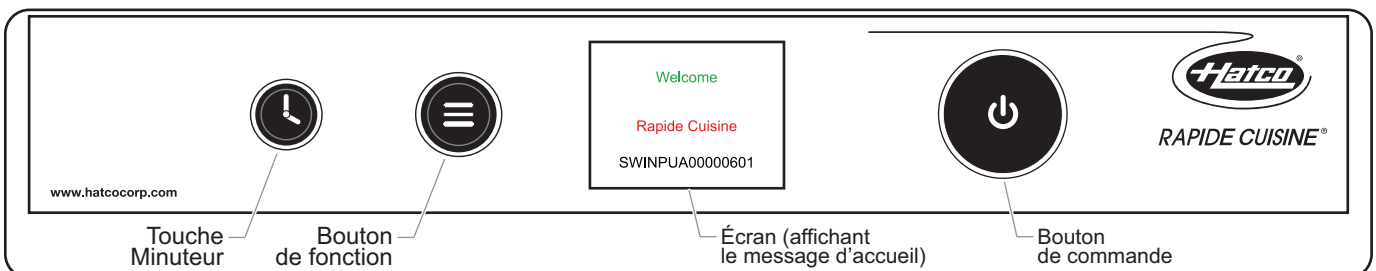 Welcome
Rapide Cuisine
SWINPUA00000601
Hatco
RAPIDE CUISINE®
www.hatcocorp.com
Touche
Minuteur
Bouton
de fonction
Écran (affichant
le message d'accueil)
Bouton
de commande